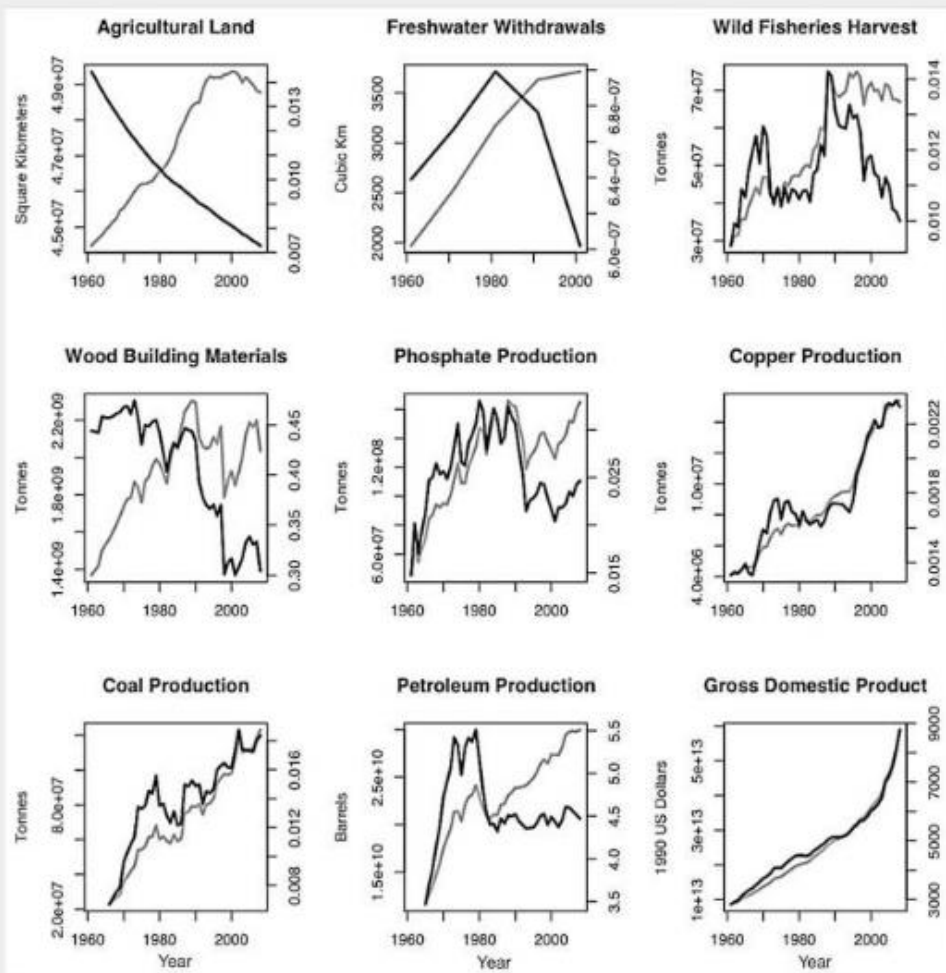 Agricultural Land
Square Kilometers
4.5e+07
4.7e+07
4.9e+07
0.007
0.010
0.013
1960
1980
2000
Freshwater Withdrawals
Cubic Km
2000
2500
3000
3500
6.0e-07
6.4e-07
6.8e-07
1960
1980
2000
Wild Fisheries Harvest
Tonnes
3e+07
5e+07
7e+07
0.010
0.012
0.014
1960
1980
2000
Wood Building Materials
Tonnes
1.4e+09
1.8e+09
2.2e+09
0.30
0.35
0.40
0.45
1960
1980
2000
Phosphate Production
Tonnes
6.0e+07
1.2e+08
0.015
0.025
1960
1980
2000
Copper Production
Tonnes
4.0e+06
1.0e+07
0.0014
0.0018
0.0022
1960
1980
2000
Coal Production
Tonnes
2.0e+07
8.0e+07
0.008
0.012
0.016
1960
1980
2000
Year
Petroleum Production
Barrels
1.5e+10
2.5e+10
3.5
4.0
4.5
5.0
5.5
1960
1980
2000
Year
Gross Domestic Product
1990 US Dollars
1e+13
3e+13
5e+13
3000
5000
7000
9000
1960
1980
2000
Year